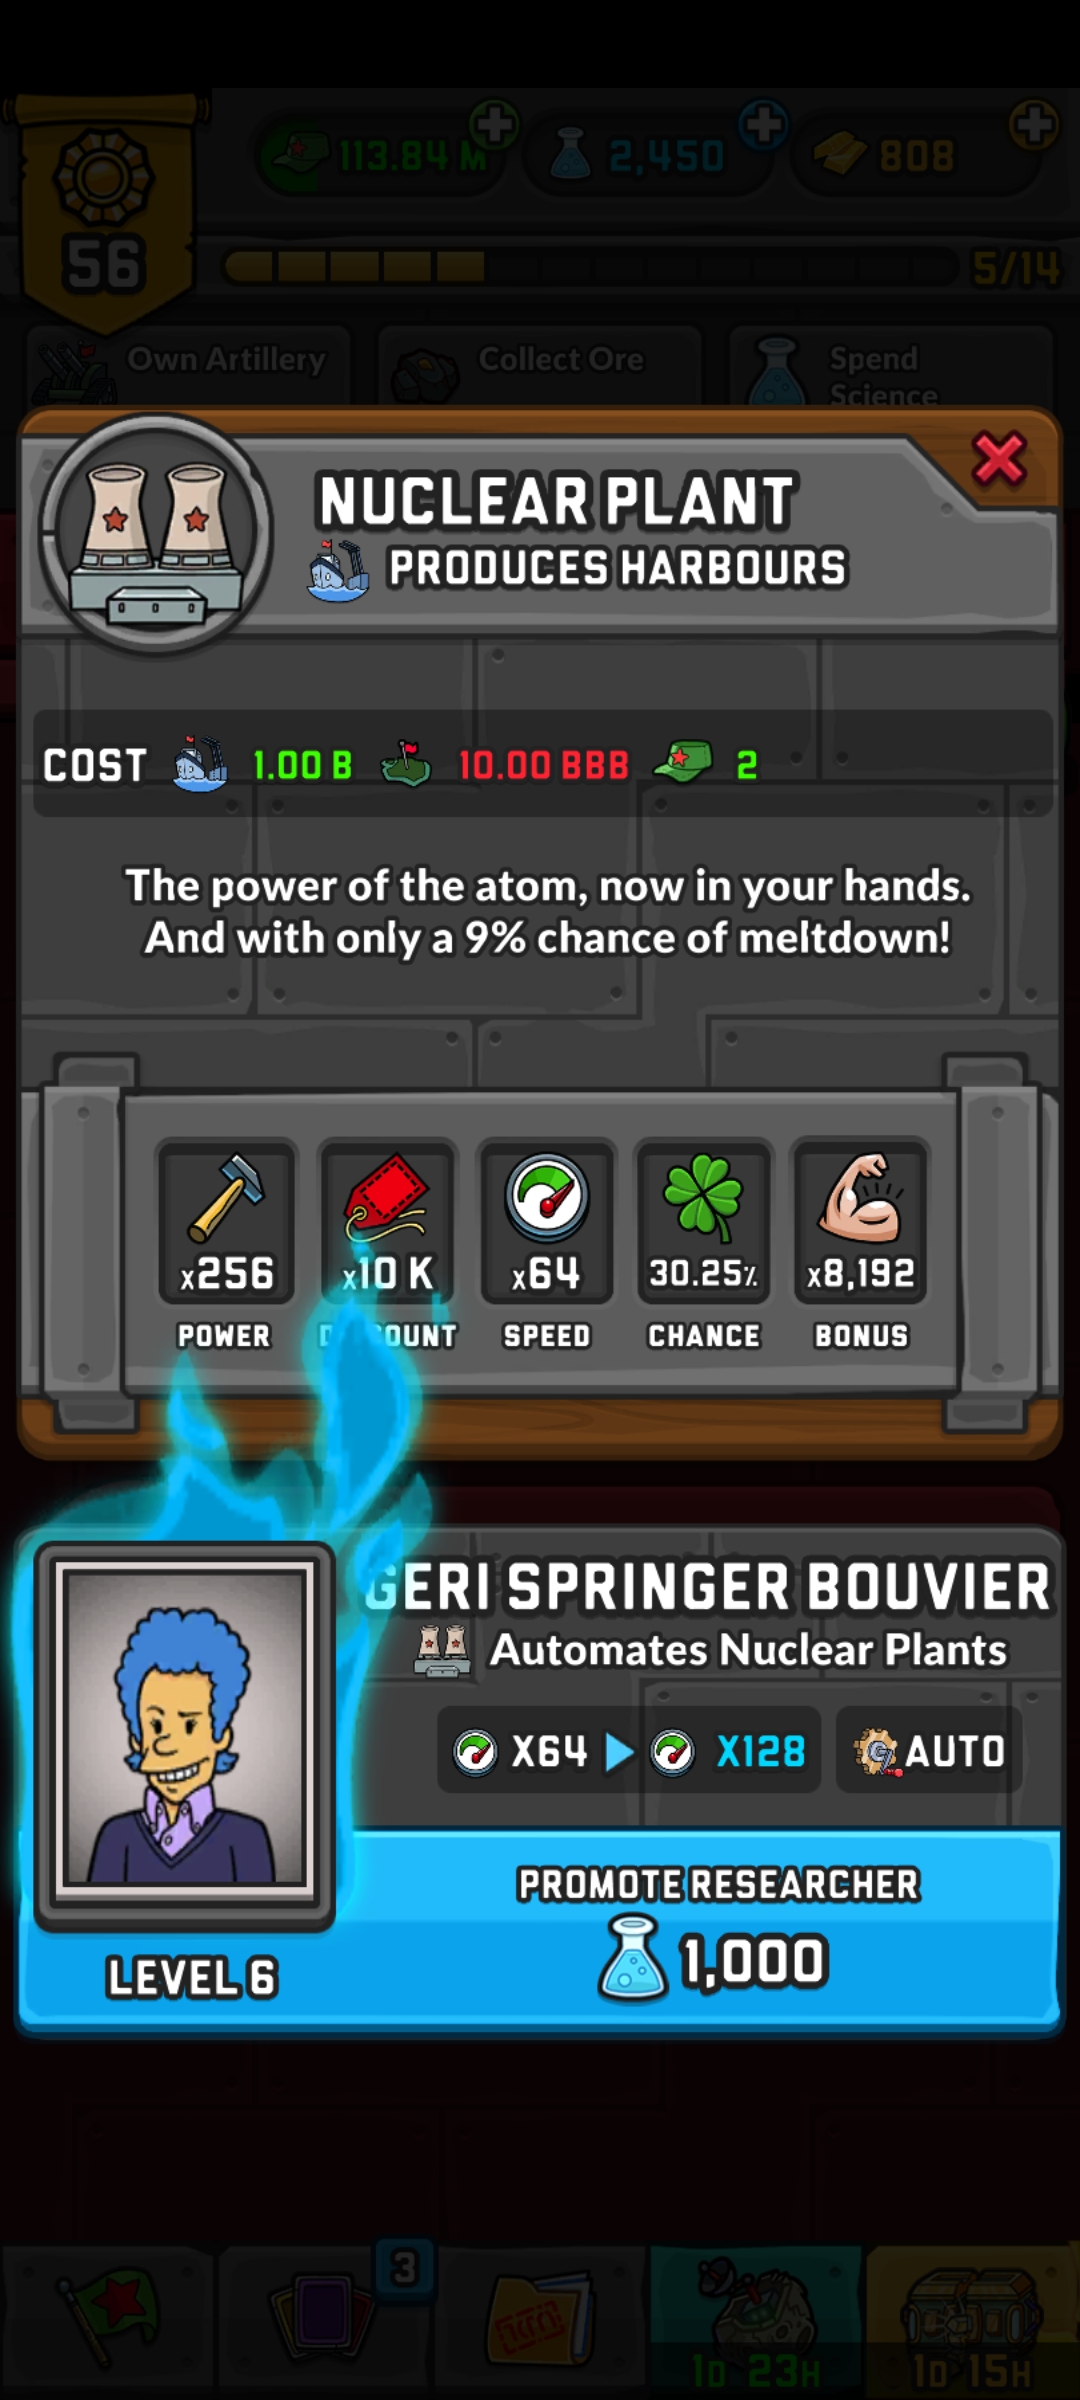 113.84 M
2,450
808
56
5/14
Own Artillery
Collect Ore
Spend
Science
NUCLEAR PLANT
PRODUCES HARBOURS
COST 1.00 B 10.00 BBB 2
The power of the atom, now in your hands.
And with only a 9% chance of meltdown!
x256
x10 K
x64
30.25%
x8,192
POWER
DISCOUNT
SPEED
CHANCE
BONUS
GERI SPRINGER BOUVIER
Automates Nuclear Plants
X64
X128
AUTO
PROMOTE RESEARCHER
1,000
LEVEL 6
3
1D 23H
1D 15H